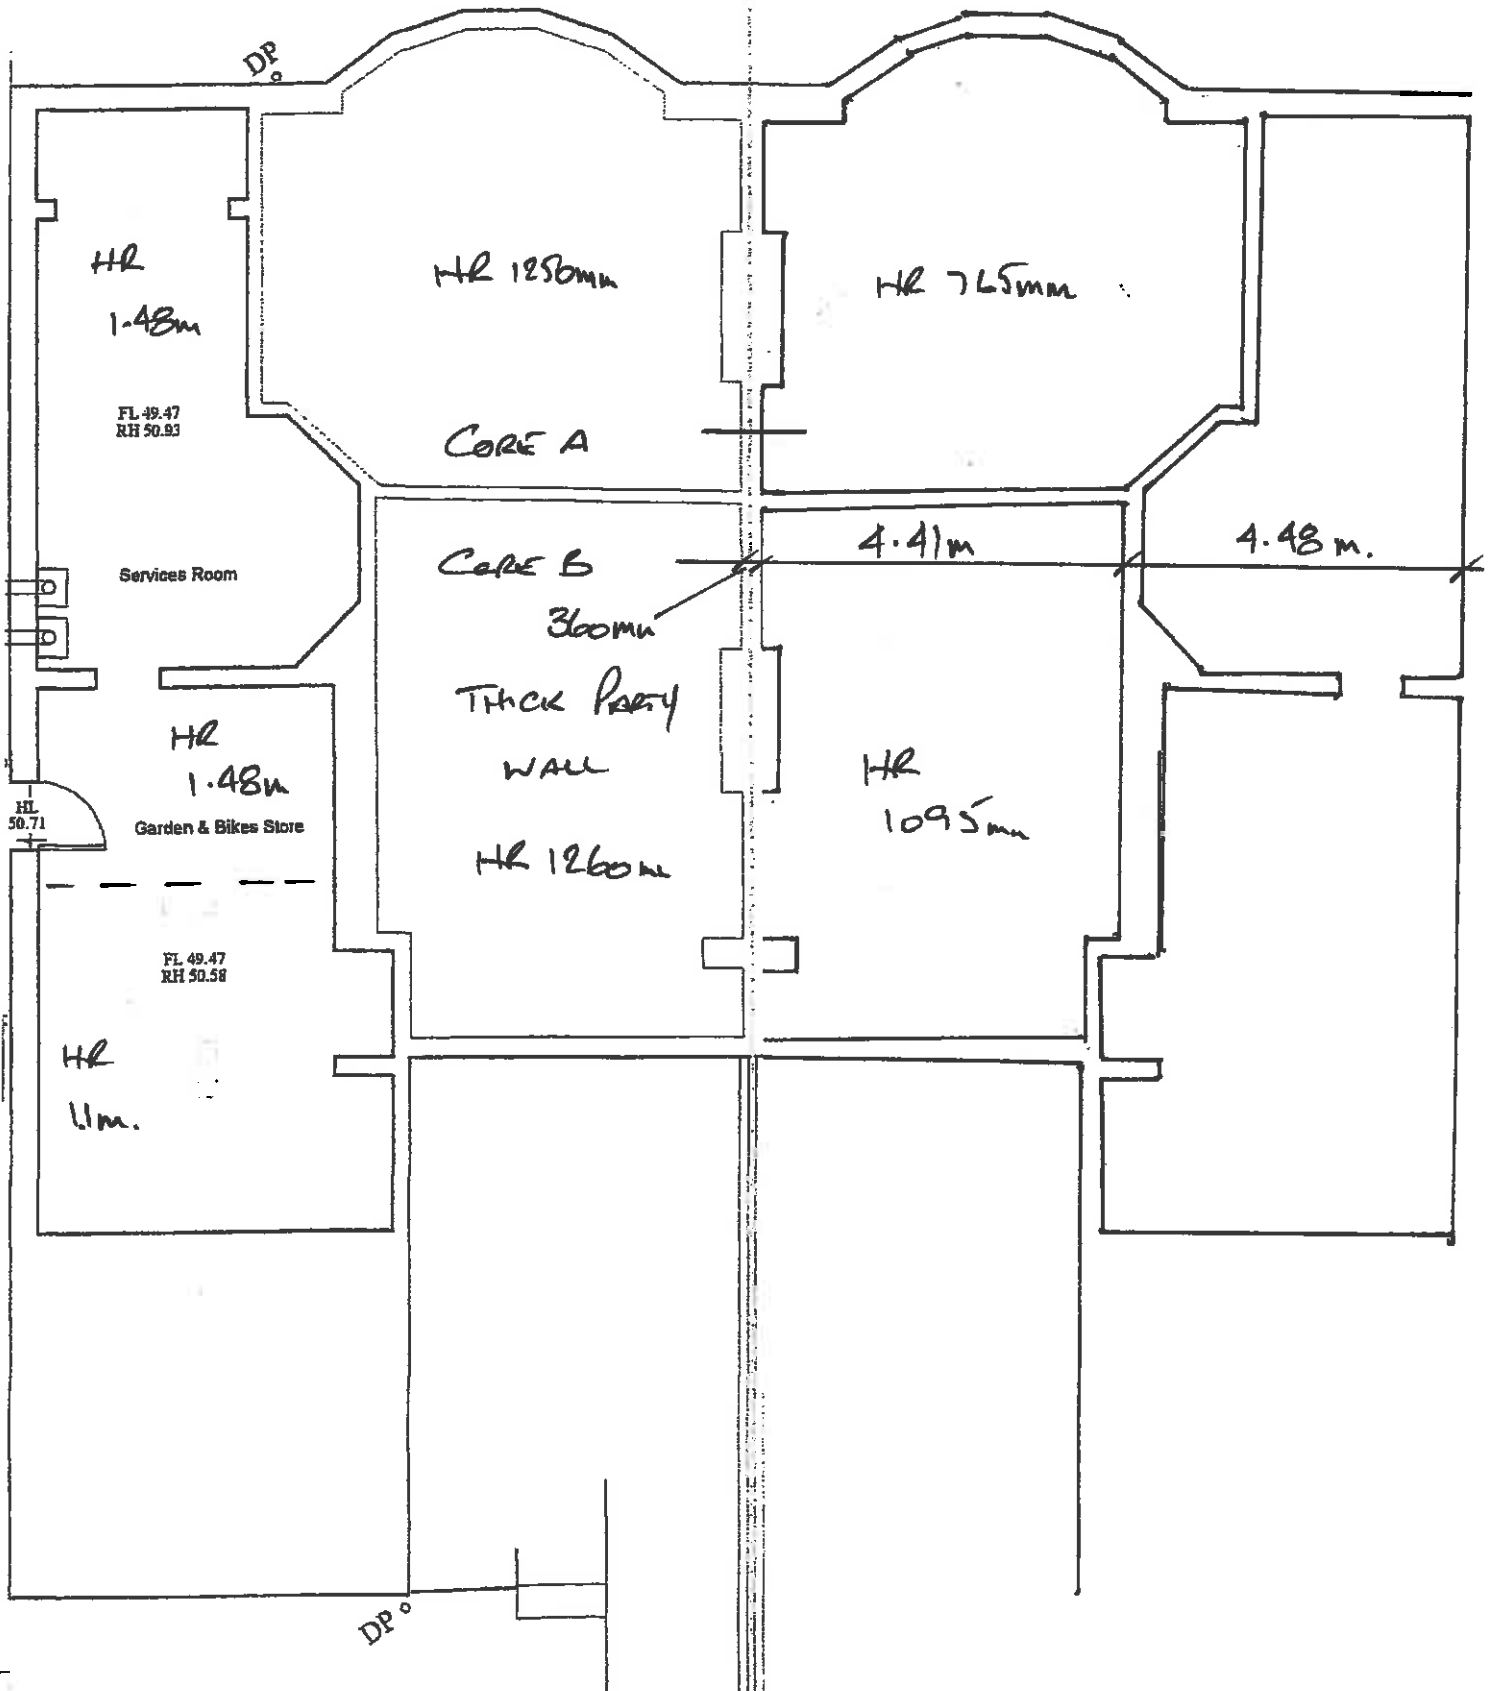 DP
HR
1.48m
HR 1250mm
HR 765mm
FL 49.47
RH 50.93
CORE A
4.41m
4.48m.
CORE B
Services Room
360mm
THICK PARTY
WALL
HR
1.48m
HR
1095mm
HL
50.71
Garden & Bikes Store
HR 1260m
FL 49.47
RH 50.58
HR
1.1m.
DP